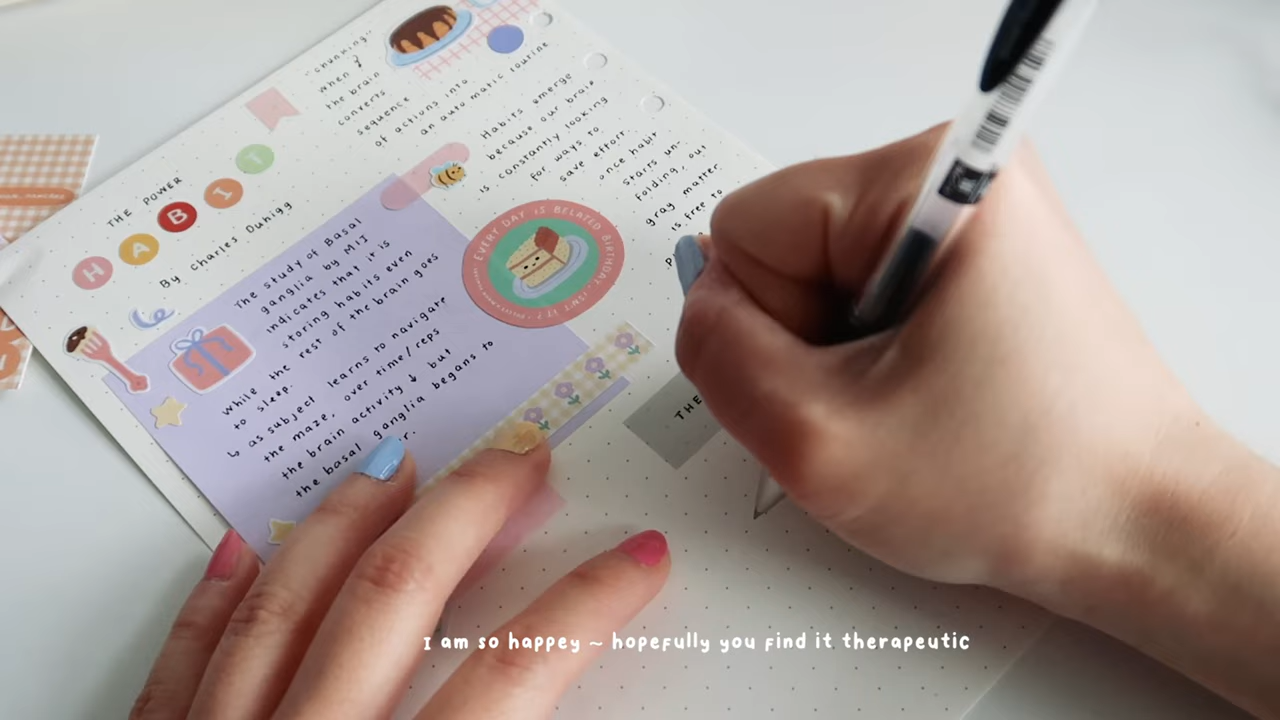 THE POWER
HABIT
By Charles Duhigg
"chunking"
when
the brain
converts
sequence
of actions into
an automatic routine
Habits emerge
because our brain
is constantly looking
for ways to
save effort.
once habit
starts un-
folding, our
gray matter
is free to
The Study of Basal
ganglia by MIT
indicates that it is
storing habits even
rest of the brain goes
While the
to sleep.
↳ as subject learns to navigate
the maze, over time/reps
the brain activity ↓ but
the basal ganglia began to
EVERY DAY IS BELATED BIRTHDAY · ISN'T IT?
THE
I am so happey ~ hopefully you find it therapeutic